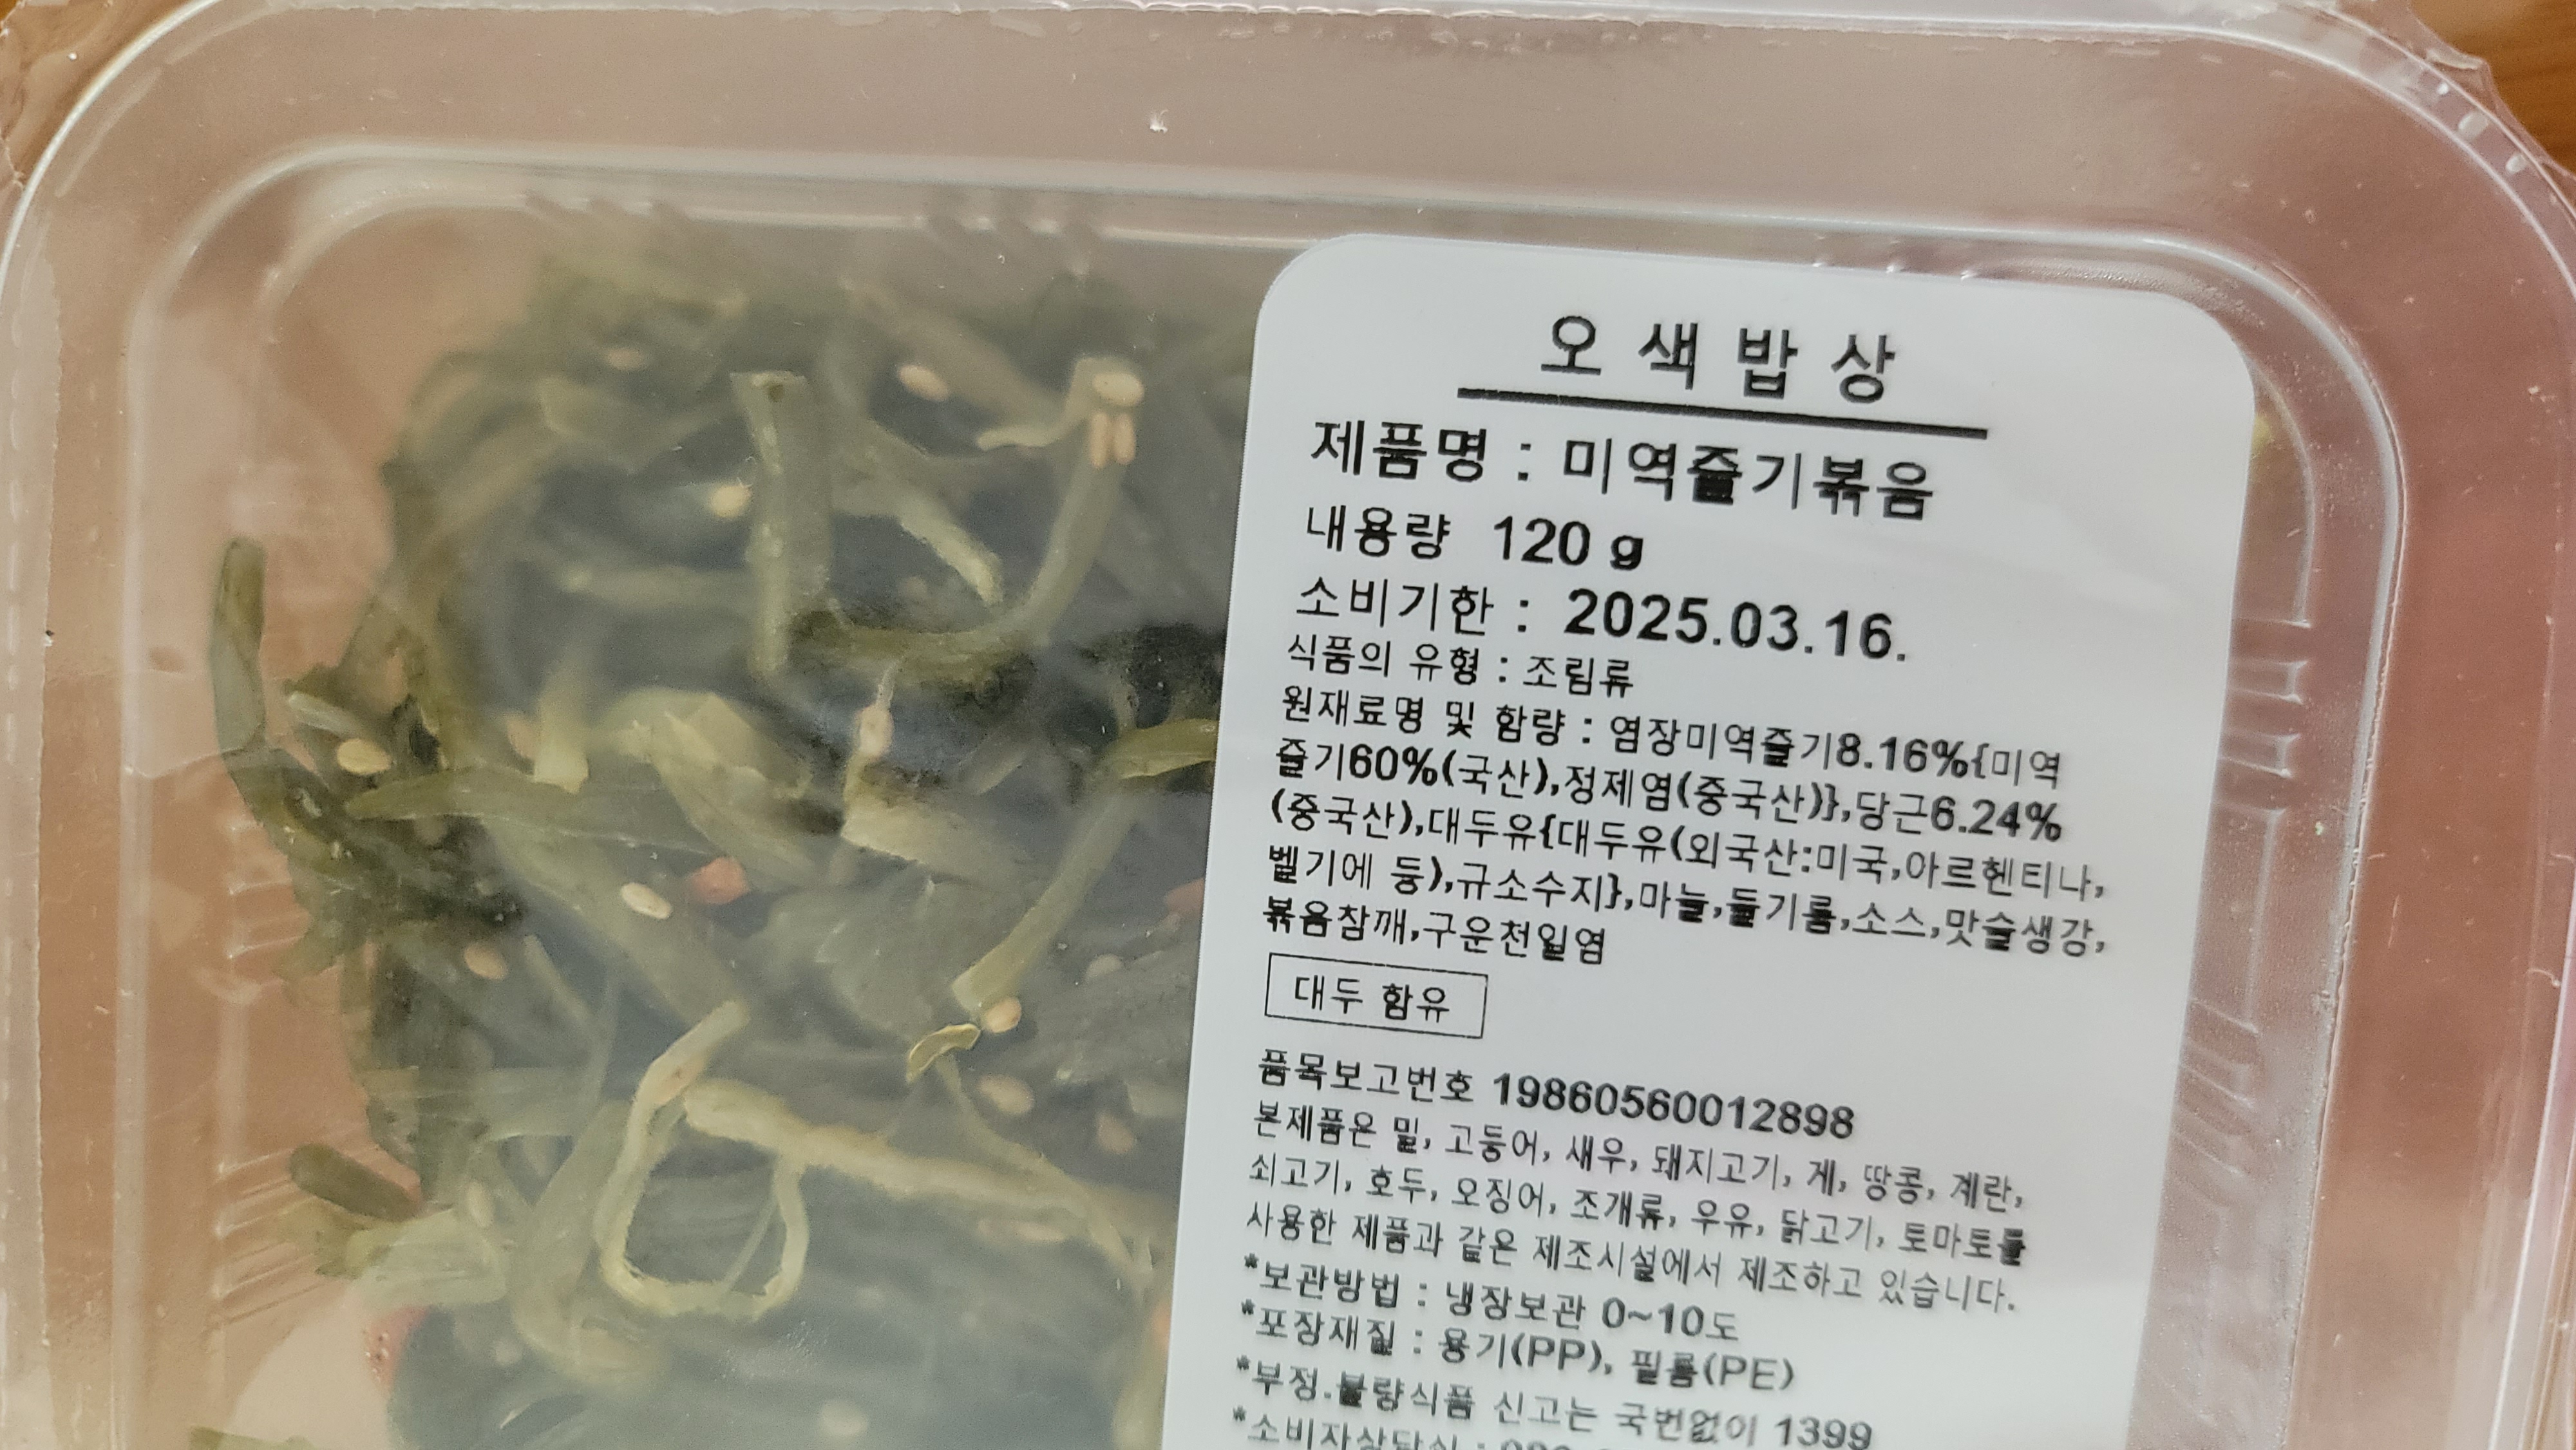 오색밥상
제품명 : 미역줄기볶음
내용량 120 g
소비기한 : 2025.03.16.
식품의 유형 : 조림류
원재료명 및 함량 : 염장미역줄기8.16%{미역
줄기60%(국산),정제염(중국산)},당근6.24%
(중국산),대두유{대두유(외국산:미국,아르헨티나,
벨기에 등),규소수지},마늘,들기름,소스,맛술생강,
볶음참깨,구운천일염
대두 함유
품목보고번호 19860560012898
본제품은 밀, 고등어, 새우, 돼지고기, 게, 땅콩, 계란,
쇠고기, 호두, 오징어, 조개류, 우유, 닭고기, 토마토를
사용한 제품과 같은 제조시설에서 제조하고 있습니다.
*보관방법 : 냉장보관 0~10도
*포장재질 : 용기(PP), 필름(PE)
*부정.불량식품 신고는 국번없이 1399
*소비자상담실 :